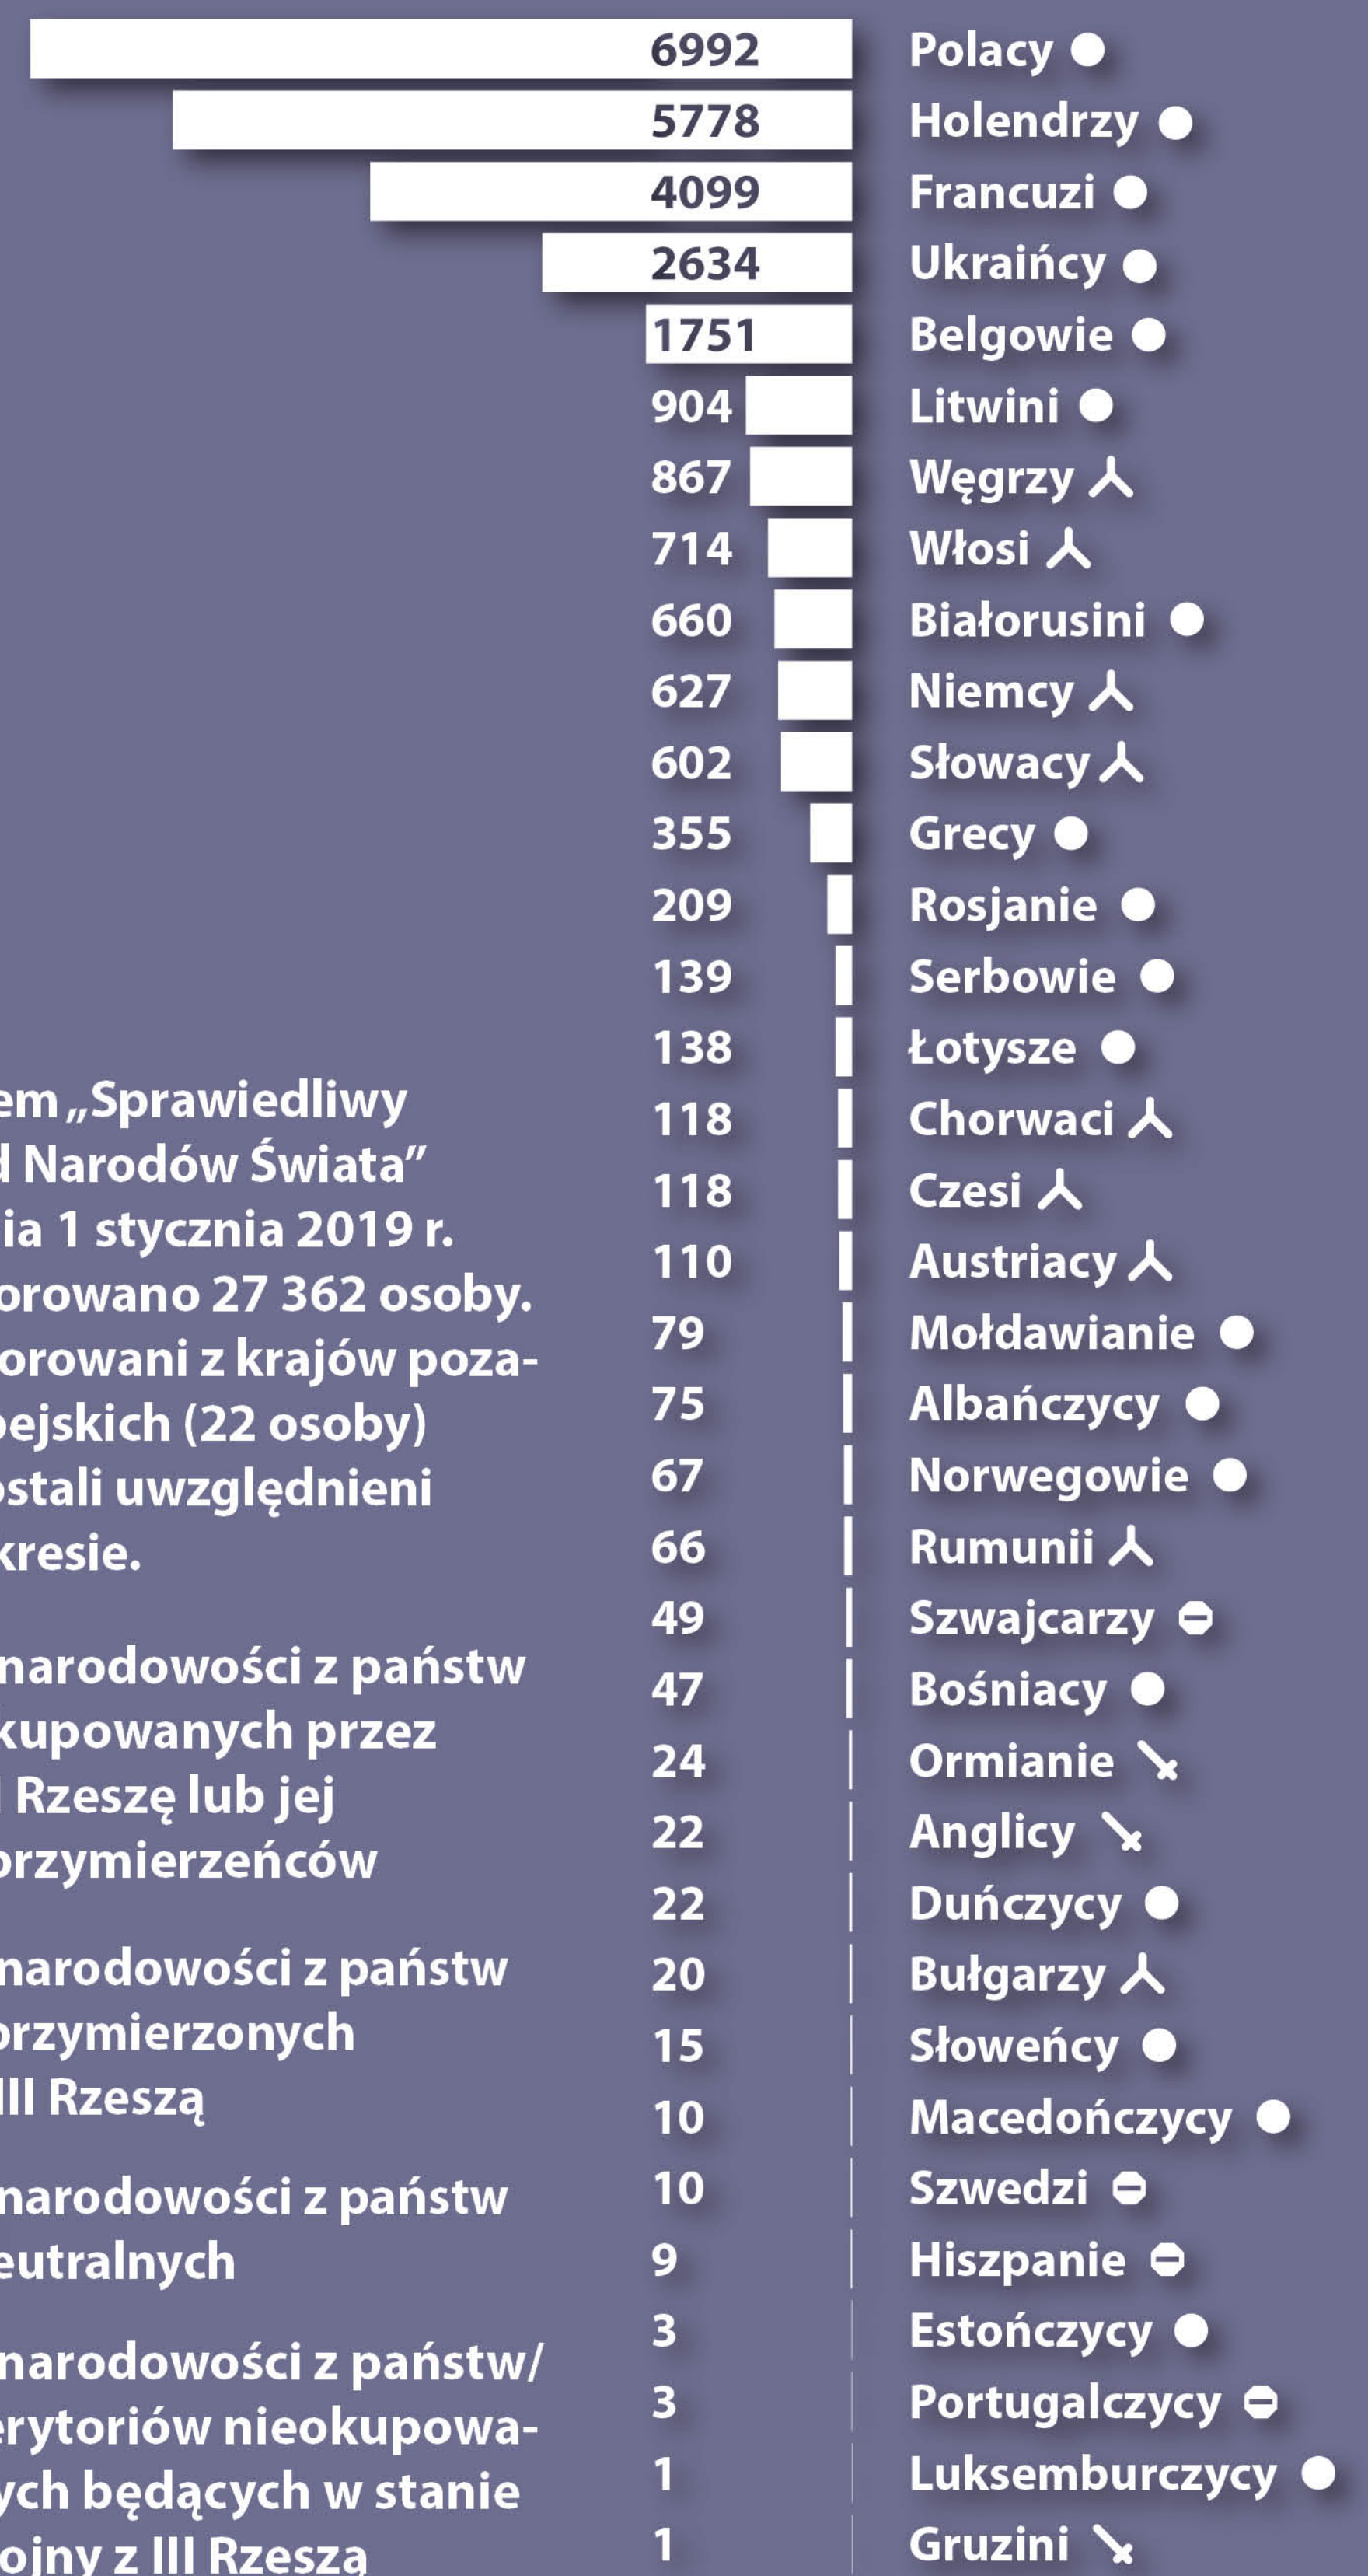 6992 Polacy
5778 Holendrzy
4099 Francuzi
2634 Ukraińcy
1751 Belgowie
904 Litwini
867 Węgrzy
714 Włosi
660 Białorusini
627 Niemcy
602 Słowacy
355 Grecy
209 Rosjanie
139 Serbowie
138 Łotysze
118 Chorwaci
118 Czesi
110 Austriacy
79 Mołdawianie
75 Albańczycy
67 Norwegowie
66 Rumunii
49 Szwajcarzy
47 Bośniacy
24 Ormianie
22 Anglicy
22 Duńczycy
20 Bułgarzy
15 Słoweńcy
10 Macedończycy
10 Szwedzi
9 Hiszpanie
3 Estończycy
3 Portugalczycy
1 Luksemburczycy
1 Gruzini
em „Sprawiedliwy
d Narodów Świata”
ia 1 stycznia 2019 r.
orowano 27 362 osoby.
orowani z krajów poza-
pejskich (22 osoby)
ostali uwzględnieni
kresie.
narodowości z państw
kupowanych przez
I Rzeszę lub jej
przymierzeńców
narodowości z państw
przymierzonych
III Rzeszą
narodowości z państw
eutralnych
narodowości z państw/
erytoriów nieokupowa-
ych będących w stanie
ojny z III Rzeszą